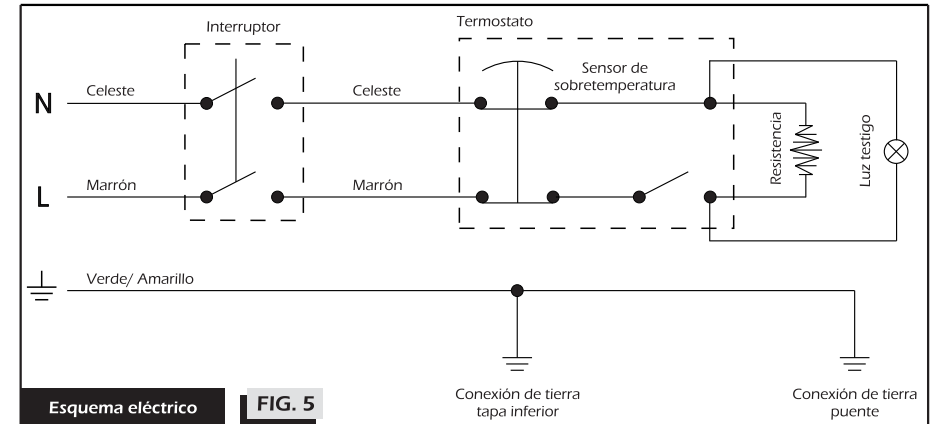 Interruptor
Termostato
Sensor de
sobretemperatura
N
Celeste
Celeste
Resistencia
Luz testigo
L
Marrón
Marrón
Verde/ Amarillo
Conexión de tierra
tapa inferior
Conexión de tierra
puente
Esquema eléctrico
FIG. 5